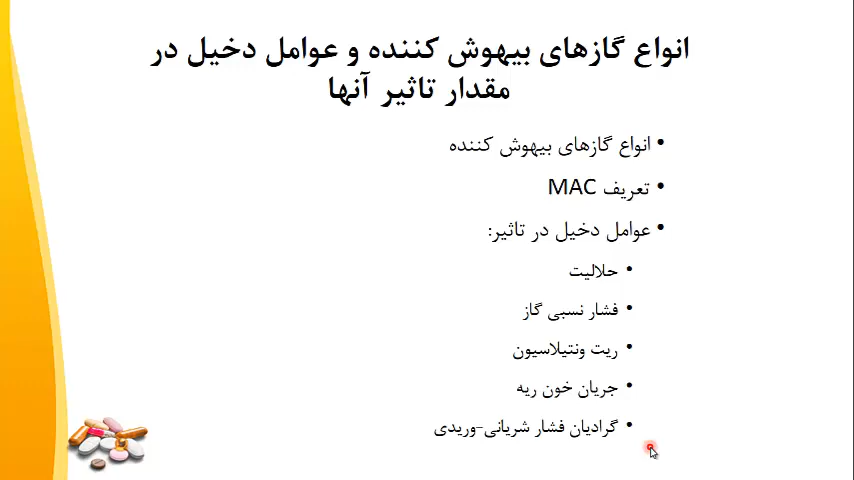 انواع گازهای بیهوش کننده و عوامل دخیل در
مقدار تاثیر آنها
• انواع گازهای بیهوش کننده
• تعریف MAC
• عوامل دخیل در تاثیر:
• حلالیت
• فشار نسبی گاز
• ریت ونتیلاسیون
• جریان خون ریه
• گرادیان فشار شریانی-وریدی